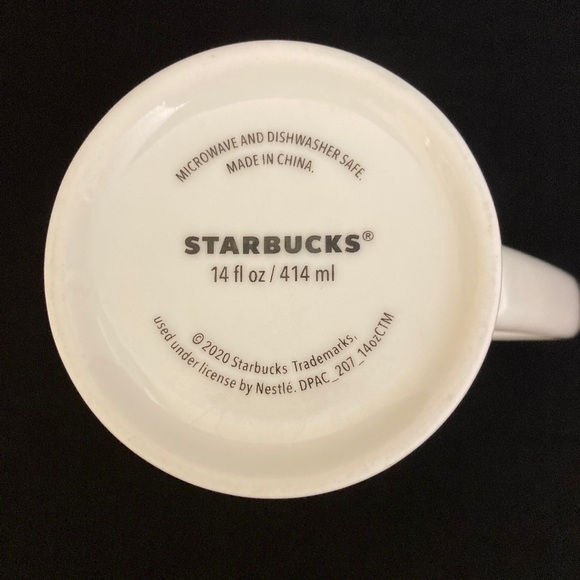 MICROWAVE AND DISHWASHER SAFE.
MADE IN CHINA.
STARBUCKS®
14 fl oz / 414 ml
©2020 Starbucks Trademarks,
used under license by Nestlé. DPAC_207_14ozCTM